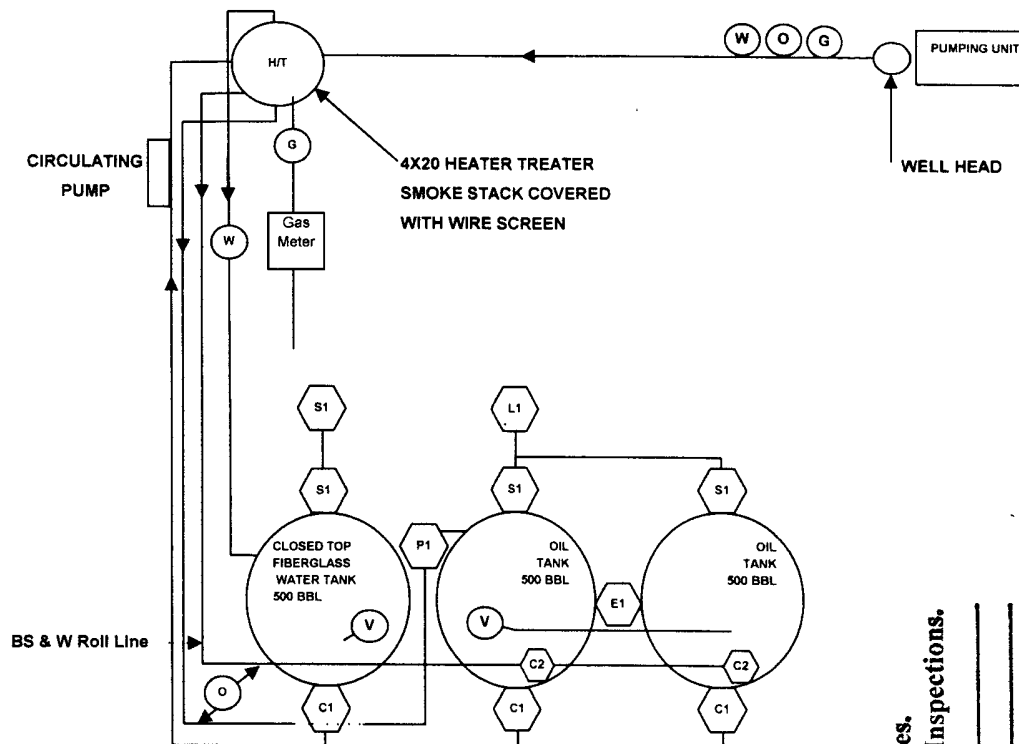 W O G
PUMPING UNIT
H/T
CIRCULATING
PUMP
G
4X20 HEATER TREATER
SMOKE STACK COVERED
WITH WIRE SCREEN
WELL HEAD
W
Gas
Meter
S1
L1
S1
S1
S1
CLOSED TOP
FIBERGLASS
WATER TANK
500 BBL
P1
OIL
TANK
500 BBL
OIL
TANK
500 BBL
E1
V
V
BS & W Roll Line
C2
C2
O
C1
C1
C1
es.
Inspections.